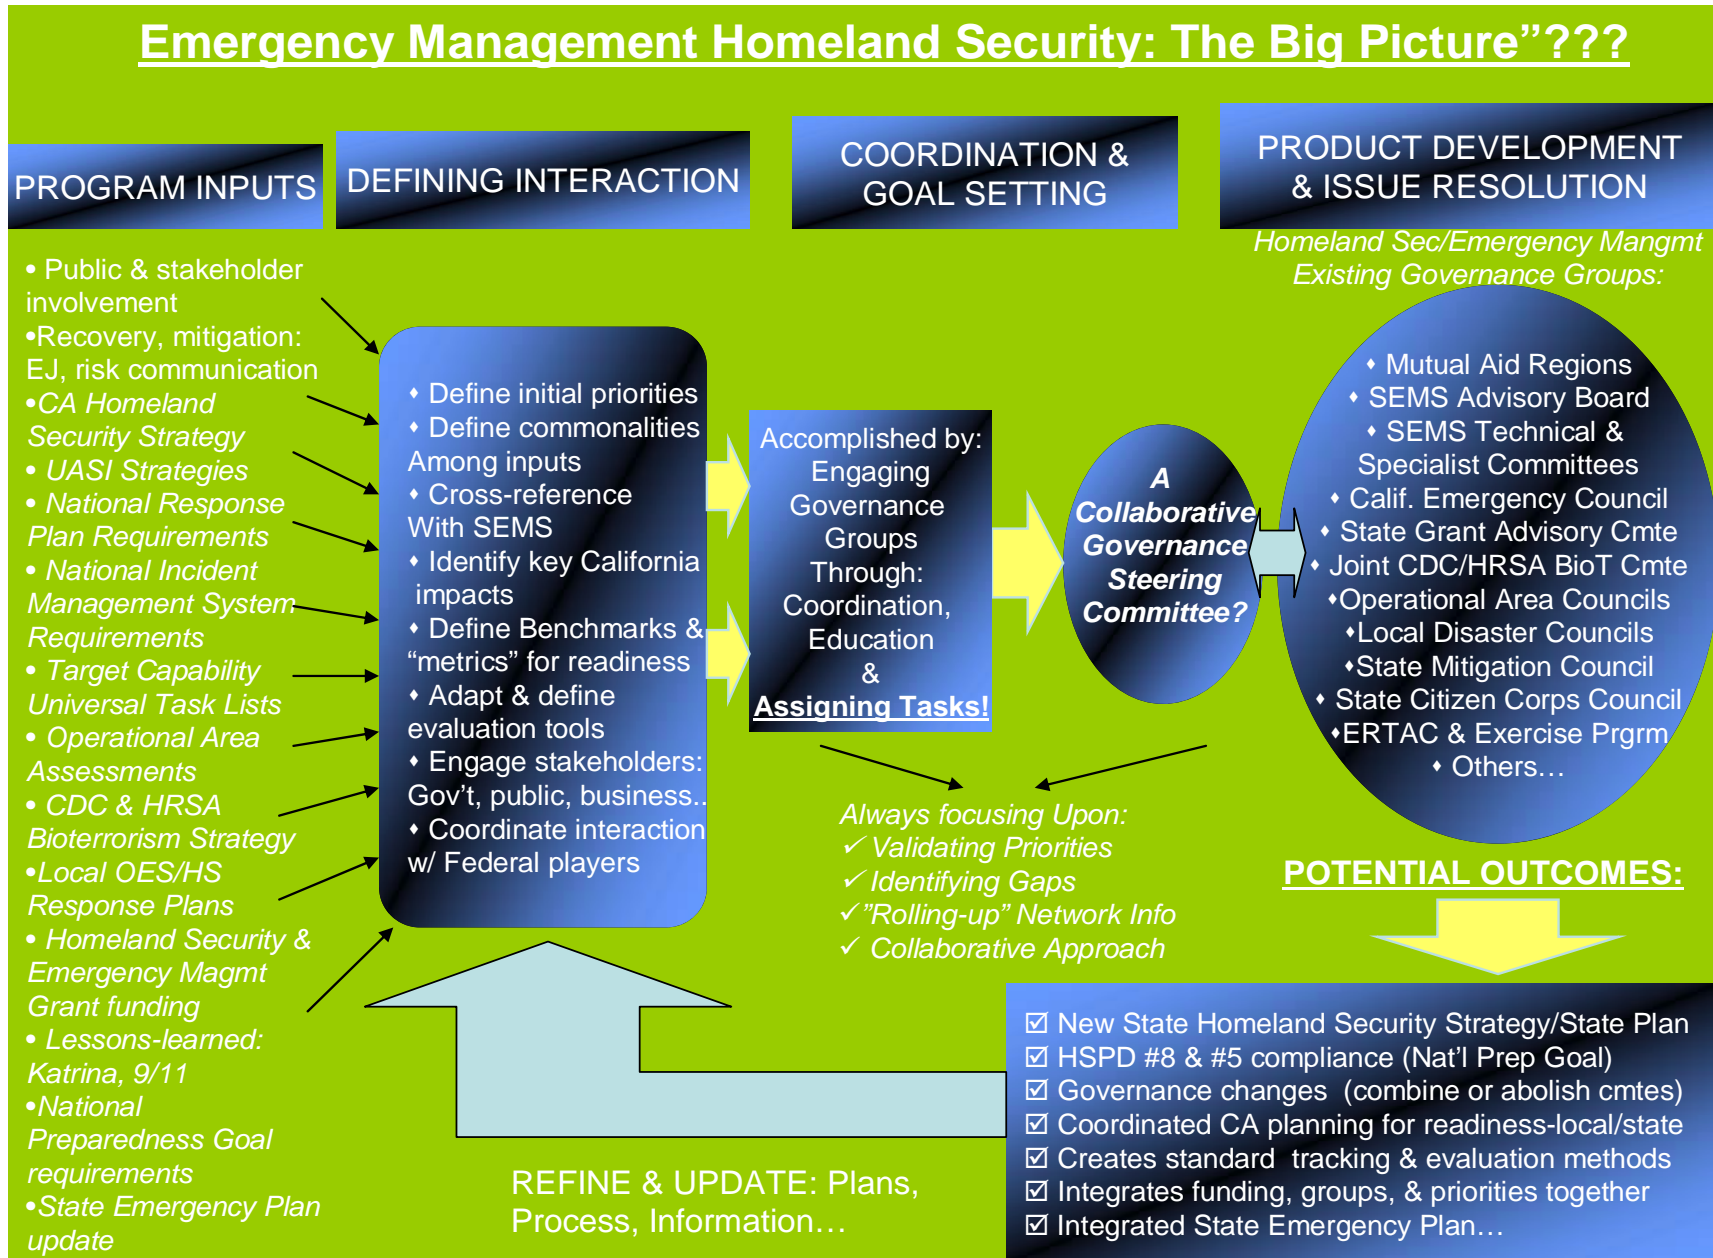 Emergency Management Homeland Security: The Big Picture”???
PROGRAM INPUTS
• Public & stakeholder
involvement
•Recovery, mitigation:
EJ, risk communication
•CA Homeland
Security Strategy
• UASI Strategies
• National Response
Plan Requirements
• National Incident
Management System
Requirements
• Target Capability
Universal Task Lists
• Operational Area
Assessments
• CDC & HRSA
Bioterrorism Strategy
•Local OES/HS
Response Plans
• Homeland Security &
Emergency Magmt
Grant funding
• Lessons-learned:
Katrina, 9/11
•National
Preparedness Goal
requirements
•State Emergency Plan
update
DEFINING INTERACTION
⬩ Define initial priorities
⬩ Define commonalities
Among inputs
⬩ Cross-reference
With SEMS
⬩ Identify key California
impacts
⬩ Define Benchmarks &
“metrics” for readiness
⬩ Adapt & define
evaluation tools
⬩ Engage stakeholders:
Gov’t, public, business..
⬩ Coordinate interaction
w/ Federal players
COORDINATION &
GOAL SETTING
Accomplished by:
Engaging
Governance
Groups
Through:
Coordination,
Education
&
Assigning Tasks!
A
Collaborative
Governance
Steering
Committee?
Always focusing Upon:
✓ Validating Priorities
✓ Identifying Gaps
✓”Rolling-up” Network Info
✓ Collaborative Approach
PRODUCT DEVELOPMENT
& ISSUE RESOLUTION
Homeland Sec/Emergency Mangmt
Existing Governance Groups:
⬩ Mutual Aid Regions
⬩ SEMS Advisory Board
⬩ SEMS Technical &
Specialist Committees
⬩ Calif. Emergency Council
⬩ State Grant Advisory Cmte
⬩ Joint CDC/HRSA BioT Cmte
⬩Operational Area Councils
⬩Local Disaster Councils
⬩State Mitigation Council
⬩ State Citizen Corps Council
⬩ERTAC & Exercise Prgrm
⬩ Others…
POTENTIAL OUTCOMES:
☑ New State Homeland Security Strategy/State Plan
☑ HSPD #8 & #5 compliance (Nat’l Prep Goal)
☑ Governance changes (combine or abolish cmtes)
☑ Coordinated CA planning for readiness-local/state
☑ Creates standard tracking & evaluation methods
☑ Integrates funding, groups, & priorities together
☑ Integrated State Emergency Plan…
REFINE & UPDATE: Plans,
Process, Information…